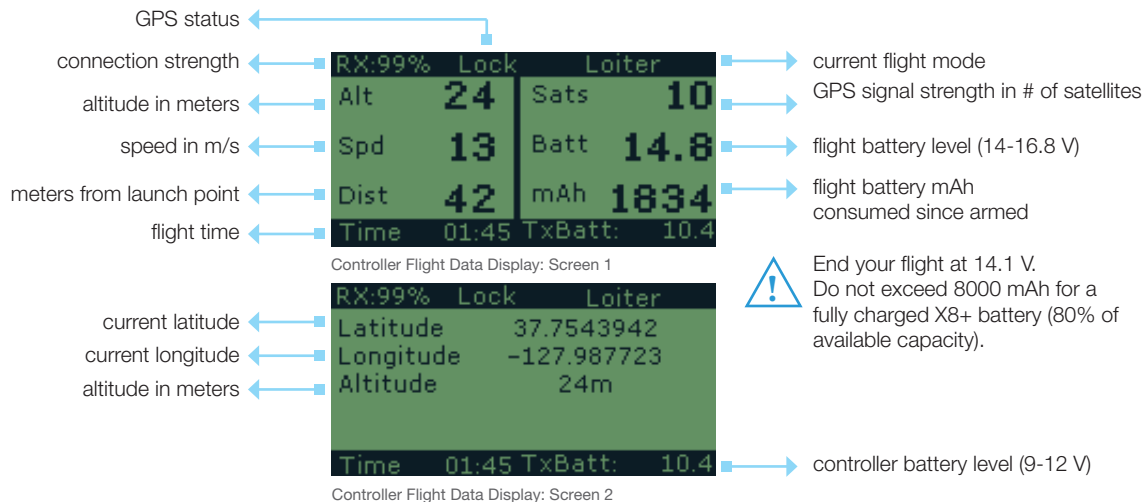 GPS status
connection strength
altitude in meters
speed in m/s
meters from launch point
flight time
RX:99% Lock Loiter
Alt 24 Sats 10
Spd 13 Batt 14.8
Dist 42 mAh 1834
Time 01:45 TxBatt: 10.4
Controller Flight Data Display: Screen 1
current flight mode
GPS signal strength in # of satellites
flight battery level (14-16.8 V)
flight battery mAh
consumed since armed
End your flight at 14.1 V.
Do not exceed 8000 mAh for a
fully charged X8+ battery (80% of
available capacity).
current latitude
current longitude
altitude in meters
RX:99% Lock Loiter
Latitude 37.7543942
Longitude -127.987723
Altitude 24m
Time 01:45 TxBatt: 10.4
controller battery level (9-12 V)
Controller Flight Data Display: Screen 2